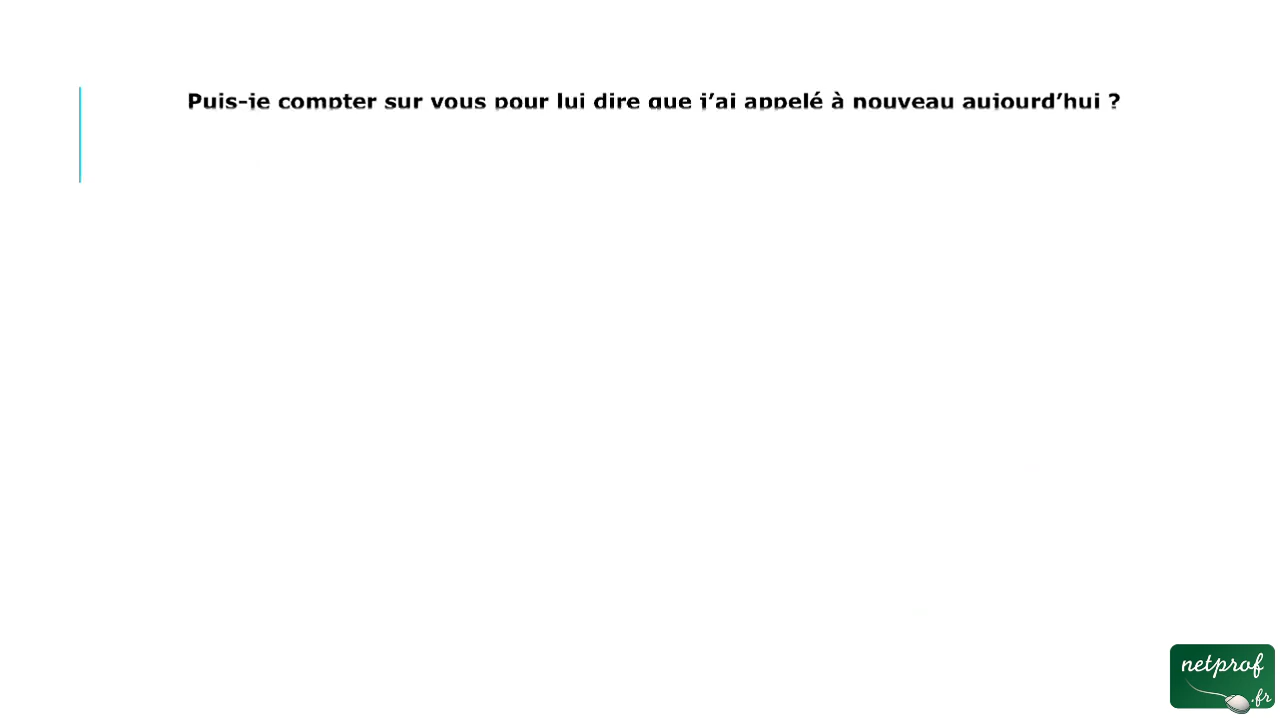 Puis-je compter sur vous pour lui dire que j’ai appelé à nouveau aujourd’hui ?
netprof
.fr